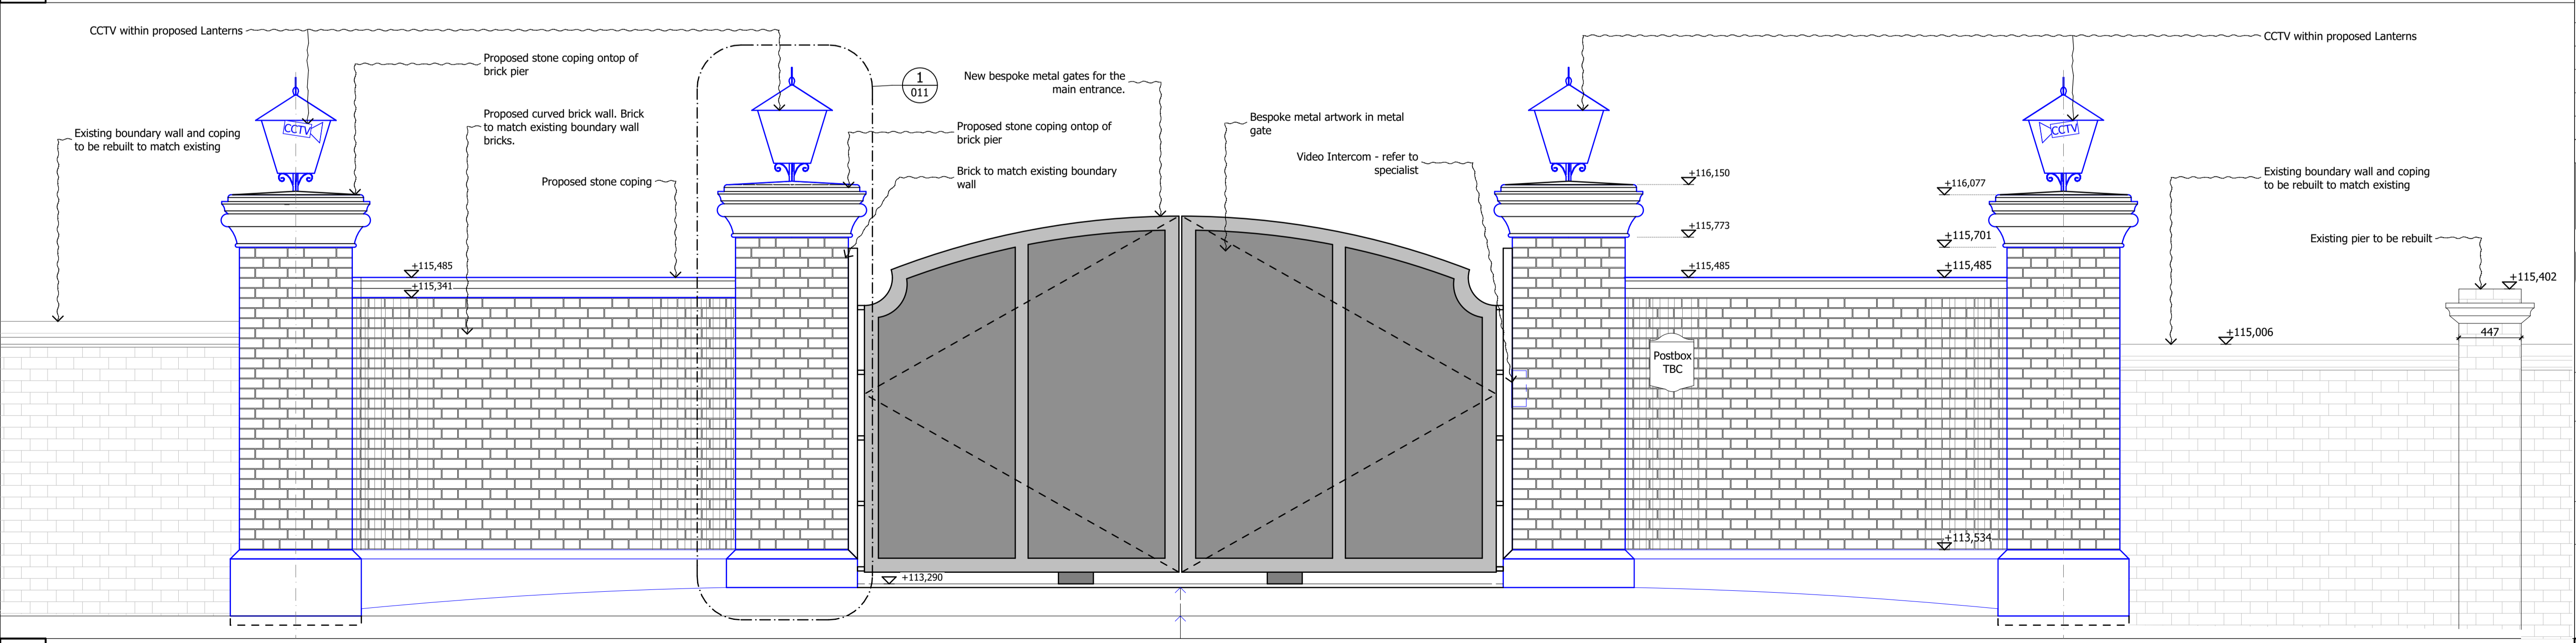 CCTV within proposed Lanterns
Proposed stone coping ontop of
brick pier
Proposed curved brick wall. Brick
to match existing boundary wall
bricks.
Existing boundary wall and coping
to be rebuilt to match existing
Proposed stone coping
CCTV
1
011
New bespoke metal gates for the
main entrance.
Proposed stone coping ontop of
brick pier
Brick to match existing boundary
wall
Bespoke metal artwork in metal
gate
Video Intercom - refer to
specialist
CCTV within proposed Lanterns
CCTV
Existing boundary wall and coping
to be rebuilt to match existing
Existing pier to be rebuilt
+115,485
+115,341
+113,290
+116,150
+115,773
+115,485
+116,077
+115,701
+115,485
+113,534
Postbox
TBC
+115,006
+115,402
447